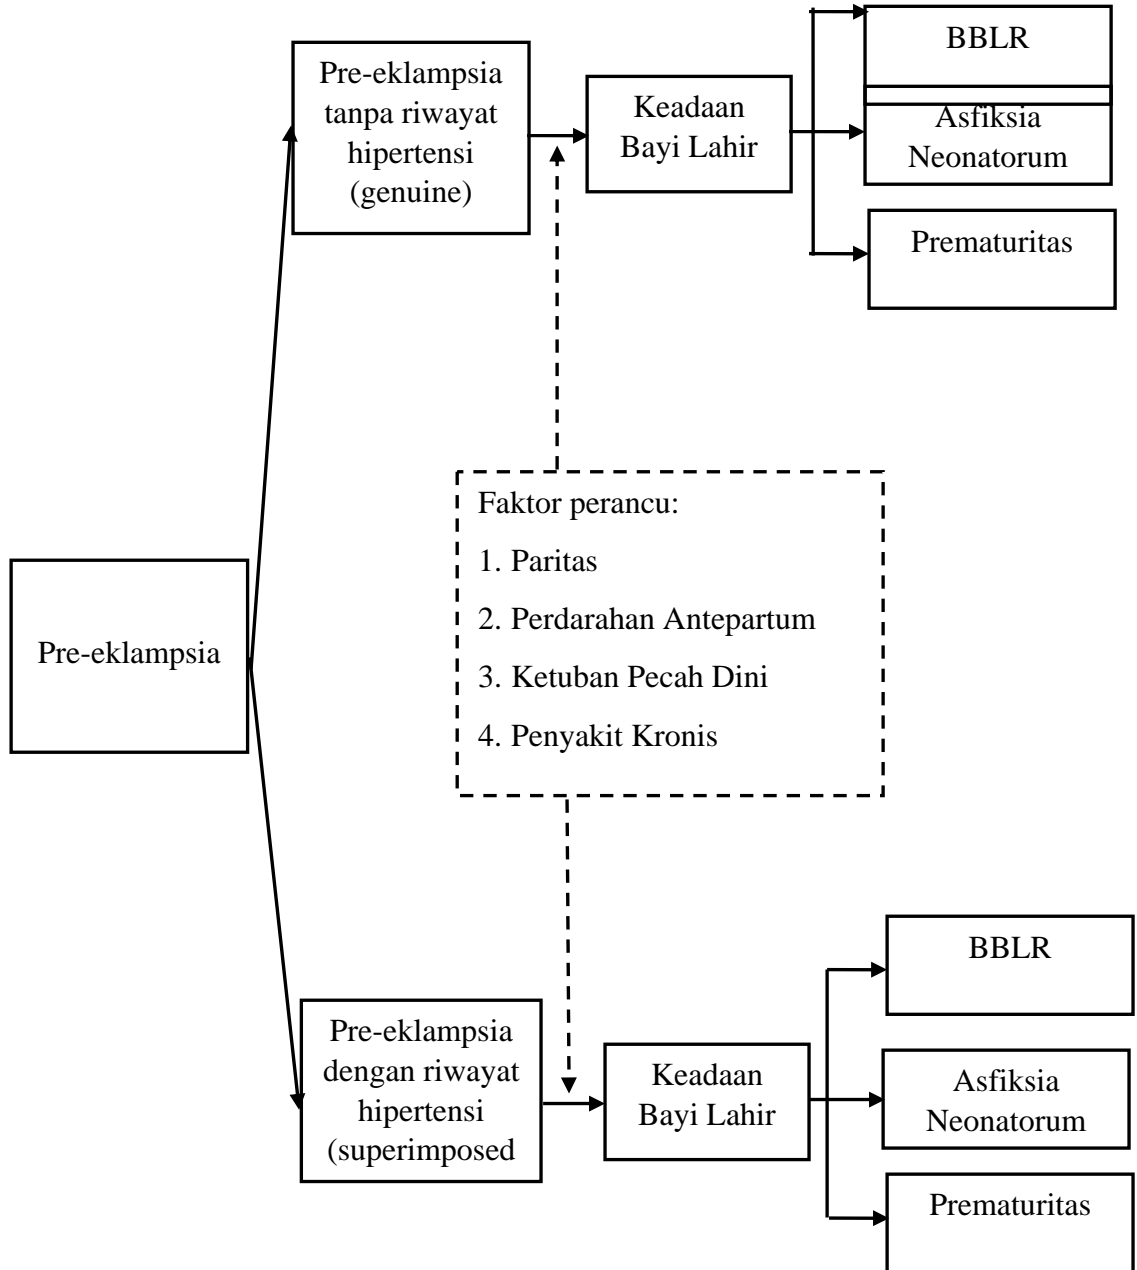 BBLR
Pre-eklampsia
tanpa riwayat
hipertensi
(genuine)
Keadaan
Bayi Lahir
Asfiksia
Neonatorum
Prematuritas
Faktor perancu:
1. Paritas
2. Perdarahan Antepartum
3. Ketuban Pecah Dini
4. Penyakit Kronis
Pre-eklampsia
BBLR
Pre-eklampsia
dengan riwayat
hipertensi
(superimposed
Keadaan
Bayi Lahir
Asfiksia
Neonatorum
Prematuritas